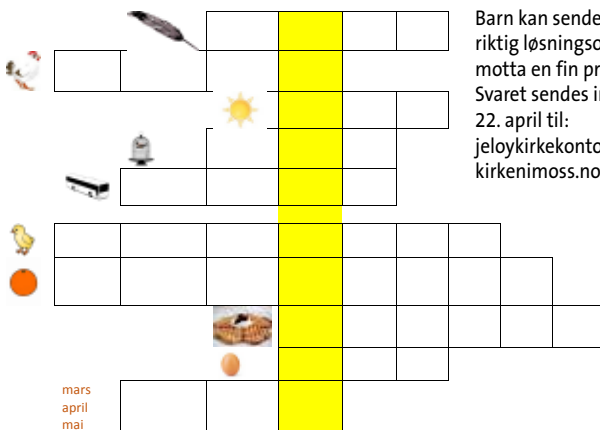 Barn kan sende
riktig løsningso
motta en fin pr
Svaret sendes i
22. april til:
jeloykirkekonto
kirkenimoss.no
mars
april
mai